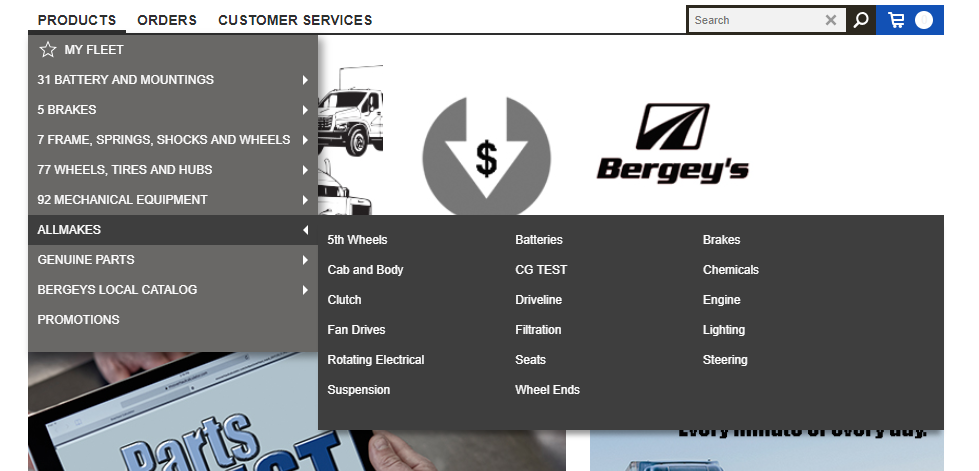 PRODUCTS ORDERS CUSTOMER SERVICES Search
MY FLEET
31 BATTERY AND MOUNTINGS
5 BRAKES
7 FRAME, SPRINGS, SHOCKS AND WHEELS
77 WHEELS, TIRES AND HUBS
92 MECHANICAL EQUIPMENT
ALLMAKES
GENUINE PARTS
BERGEYS LOCAL CATALOG
PROMOTIONS
$
Bergey's
5th Wheels Batteries Brakes
Cab and Body CG TEST Chemicals
Clutch Driveline Engine
Fan Drives Filtration Lighting
Rotating Electrical Seats Steering
Suspension Wheel Ends
Parts
Every minute of every day.